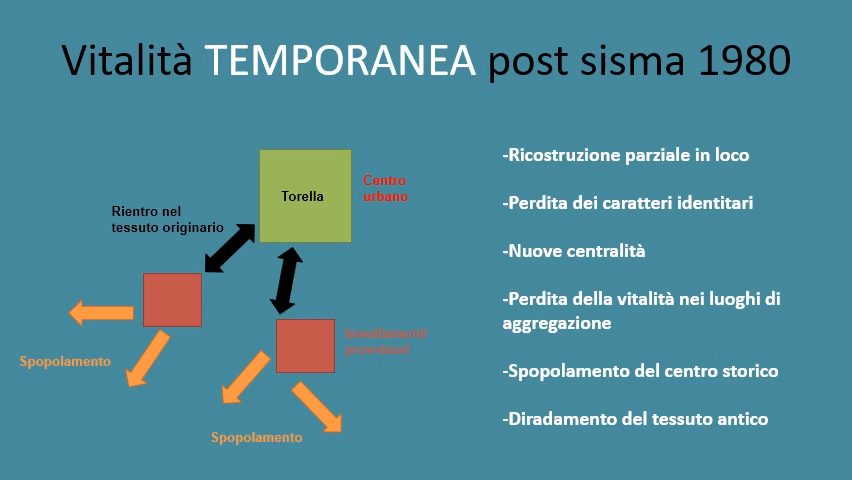 Vitalità TEMPORANEA post sisma 1980
Torella
Centro
urbano
Rientro nel
tessuto originario
Insediamenti
provvisori
Spopolamento
Spopolamento
-Ricostruzione parziale in loco
-Perdita dei caratteri identitari
-Nuove centralità
-Perdita della vitalità nei luoghi di
aggregazione
-Spopolamento del centro storico
-Diradamento del tessuto antico